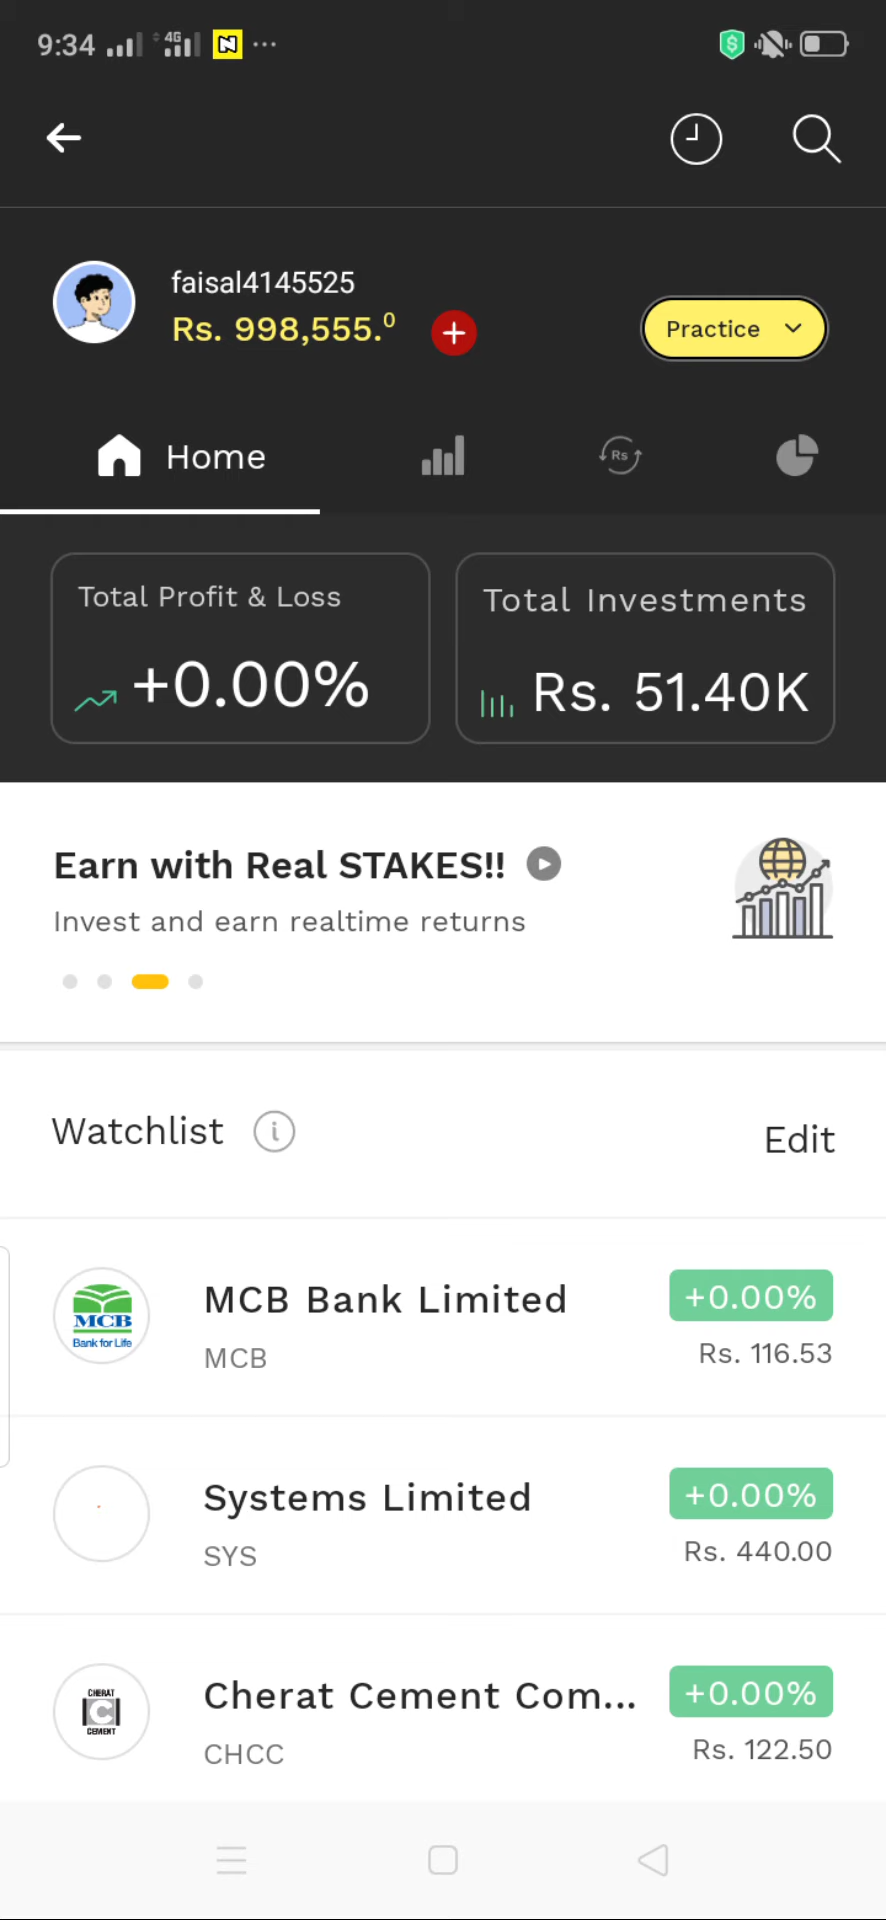 9:34 4G N ...
$
faisal4145525
Rs. 998,555.0
Practice
Home
Rs
Total Profit & Loss
+0.00%
Total Investments
Rs. 51.40K
Earn with Real STAKES!!
Invest and earn realtime returns
Watchlist i
Edit
MCB
Bank for Life
MCB Bank Limited
MCB
+0.00%
Rs. 116.53
Systems Limited
SYS
+0.00%
Rs. 440.00
CHERAT
C
CEMENT
Cherat Cement Com...
CHCC
+0.00%
Rs. 122.50